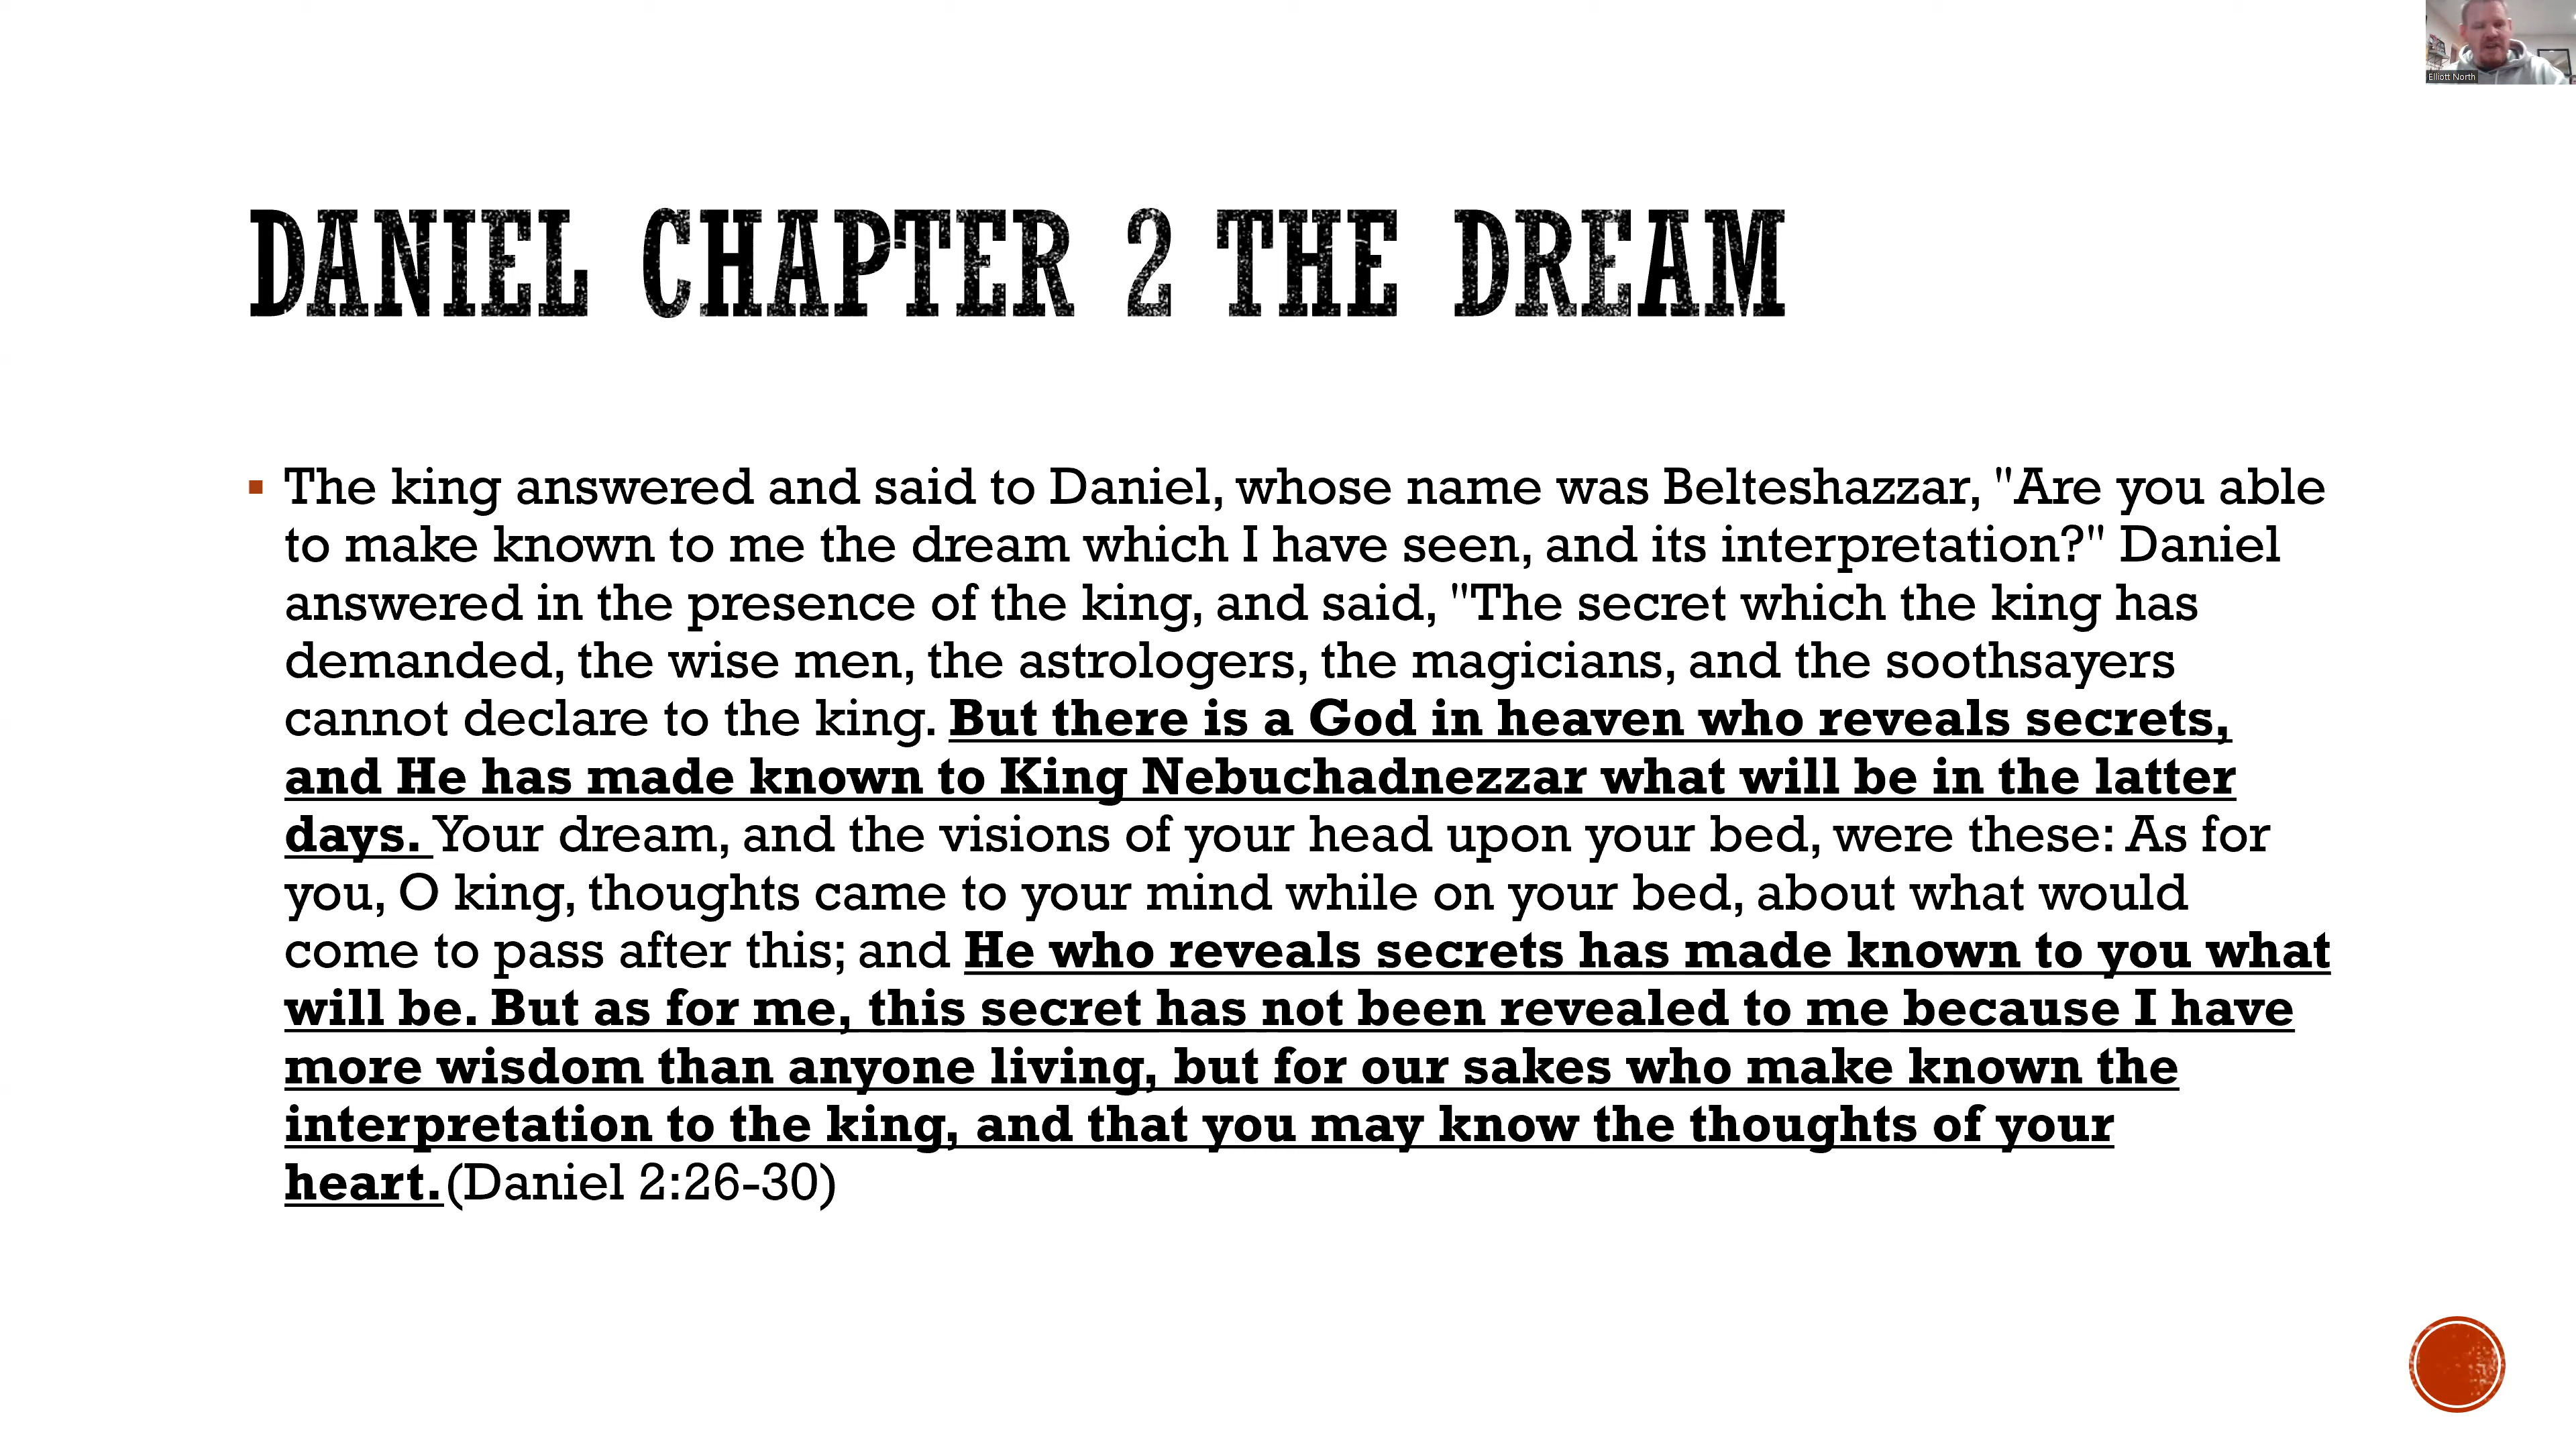 Elliott North
DANIEL CHAPTER 2 THE DREAM
The king answered and said to Daniel, whose name was Belteshazzar, "Are you able
to make known to me the dream which I have seen, and its interpretation?" Daniel
answered in the presence of the king, and said, "The secret which the king has
demanded, the wise men, the astrologers, the magicians, and the soothsayers
cannot declare to the king. But there is a God in heaven who reveals secrets,
and He has made known to King Nebuchadnezzar what will be in the latter
days. Your dream, and the visions of your head upon your bed, were these: As for
you, O king, thoughts came to your mind while on your bed, about what would
come to pass after this; and He who reveals secrets has made known to you what
will be. But as for me, this secret has not been revealed to me because I have
more wisdom than anyone living, but for our sakes who make known the
interpretation to the king, and that you may know the thoughts of your
heart.(Daniel 2:26-30)